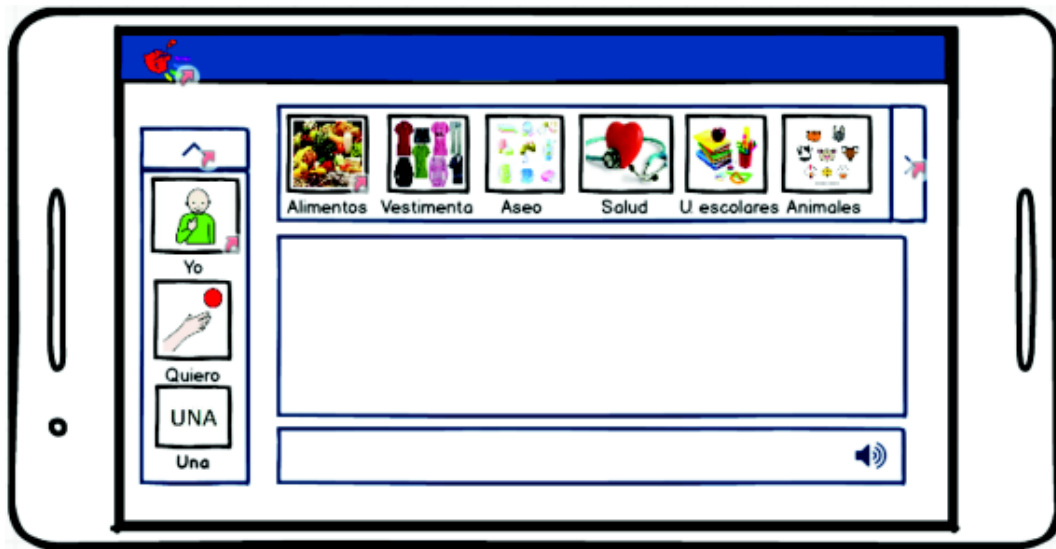 Alimentos Vestimenta Aseo Salud U. escolares Animales
Yo
Quiero
UNA
Una